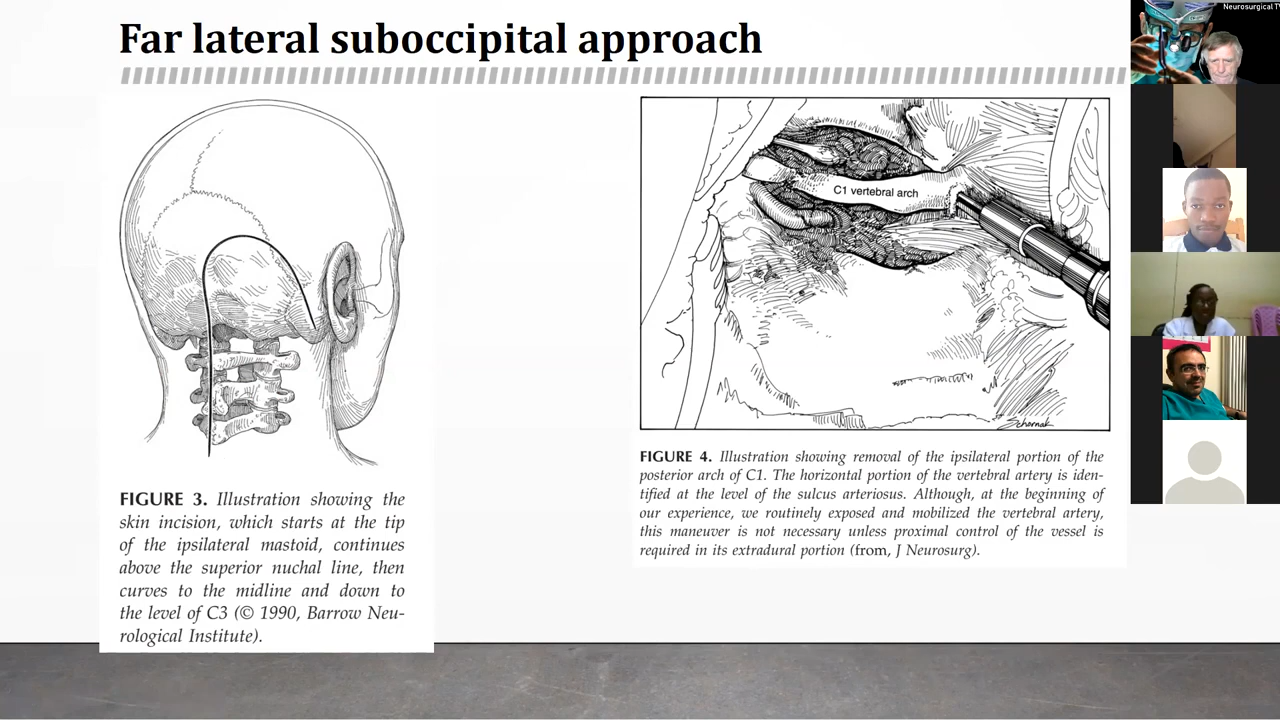 Far lateral suboccipital approach
FIGURE 3. Illustration showing the
skin incision, which starts at the tip
of the ipsilateral mastoid, continues
above the superior nuchal line, then
curves to the midline and down to
the level of C3 (© 1990, Barrow Neu-
rological Institute).
C1 vertebral arch
Schornak
FIGURE 4. Illustration showing removal of the ipsilateral portion of the
posterior arch of C1. The horizontal portion of the vertebral artery is iden-
tified at the level of the sulcus arteriosus. Although, at the beginning of
our experience, we routinely exposed and mobilized the vertebral artery,
this maneuver is not necessary unless proximal control of the vessel is
required in its extradural portion (from, J Neurosurg).
Neurosurgical